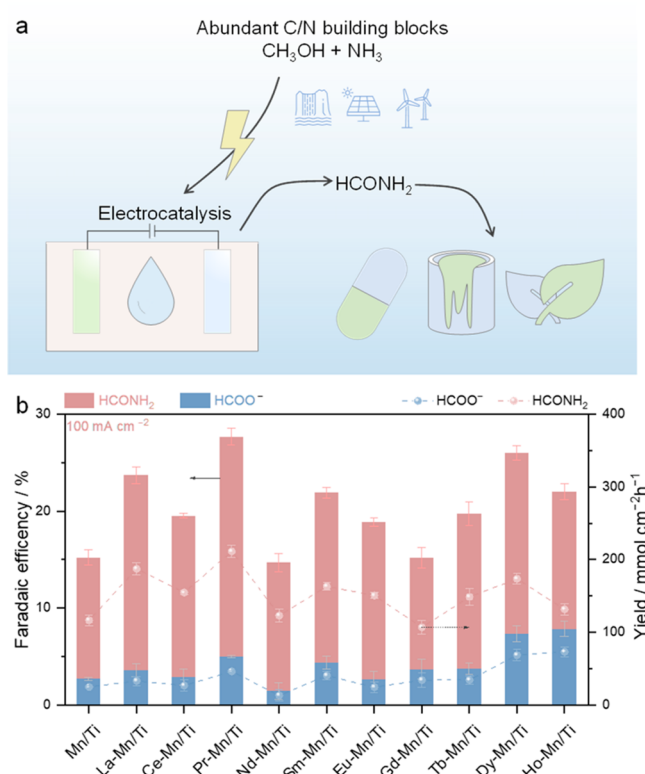 a
Abundant C/N building blocks
CH₃OH + NH₃
HCONH₂
Electrocatalysis
b
HCONH₂ HCOO⁻ HCOO⁻ HCONH₂
100 mA cm ⁻²
30
20
10
0
Faradaic efficency / %
400
300
200
100
0
Yield / mmol cm⁻²h⁻¹
Mn/Ti
La-Mn/Ti
Ce-Mn/Ti
Pr-Mn/Ti
Nd-Mn/Ti
Sm-Mn/Ti
Eu-Mn/Ti
Gd-Mn/Ti
Tb-Mn/Ti
Dy-Mn/Ti
Ho-Mn/Ti